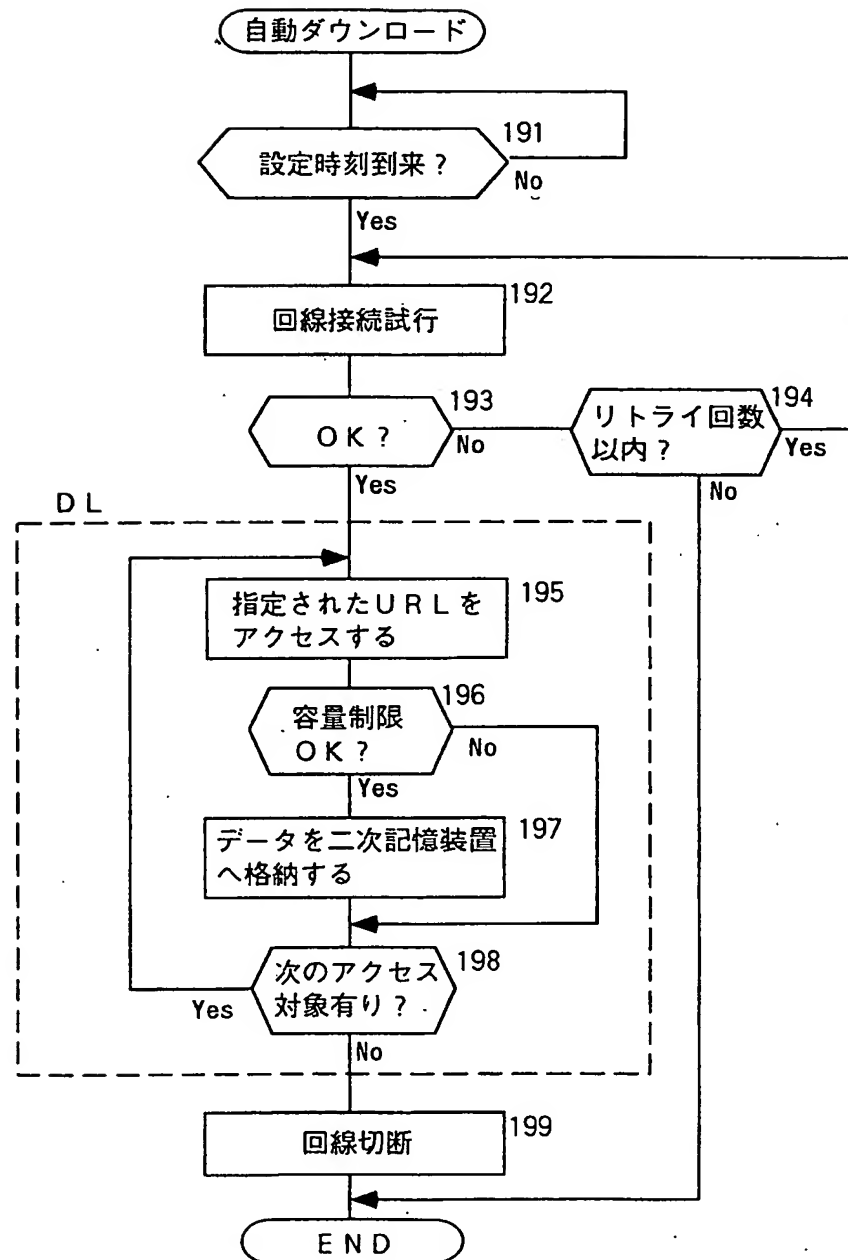 自動ダウンロード
191
設定時刻到来?
No
Yes
192
回線接続試行
193
OK?
No
Yes
194
リトライ回数
以内?
Yes
No
DL
195
指定されたURLを
アクセスする
196
容量制限
OK?
No
Yes
197
データを二次記憶装置
へ格納する
198
次のアクセス
対象有り?
Yes
No
199
回線切断
END